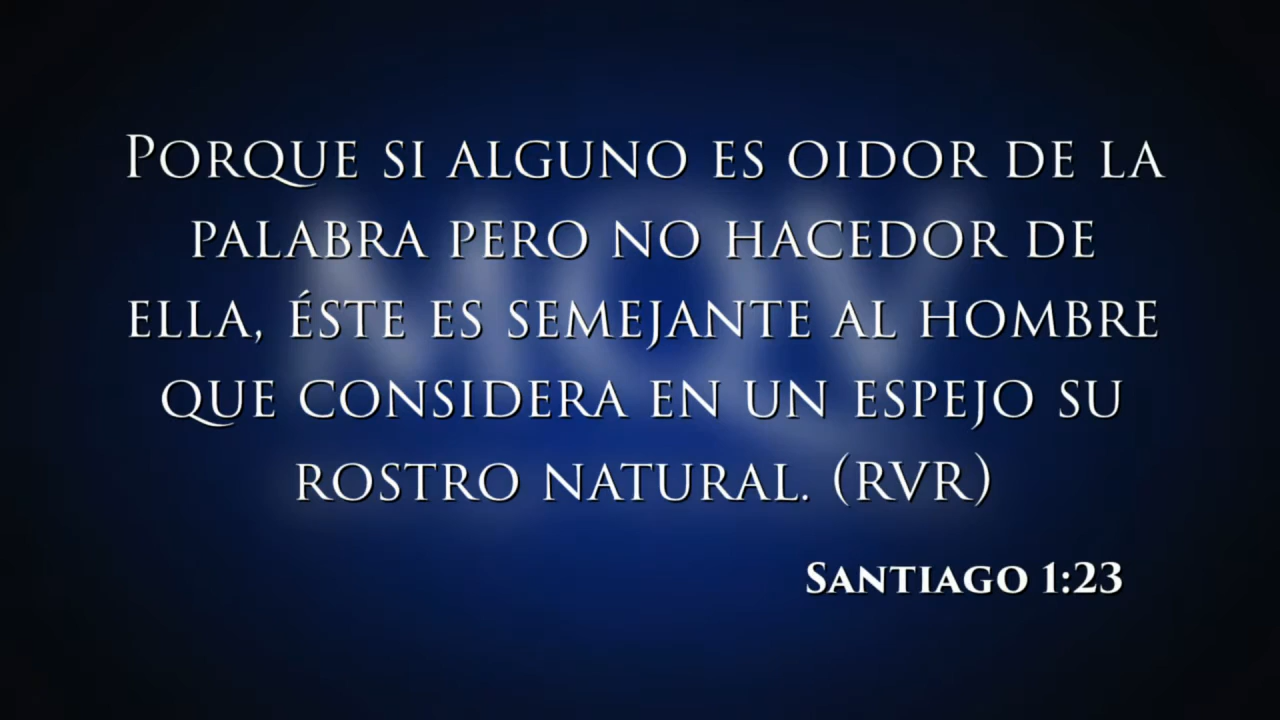 Porque si alguno es oidor de la
palabra pero no hacedor de
ella, éste es semejante al hombre
que considera en un espejo su
rostro natural. (RVR)
Santiago 1:23